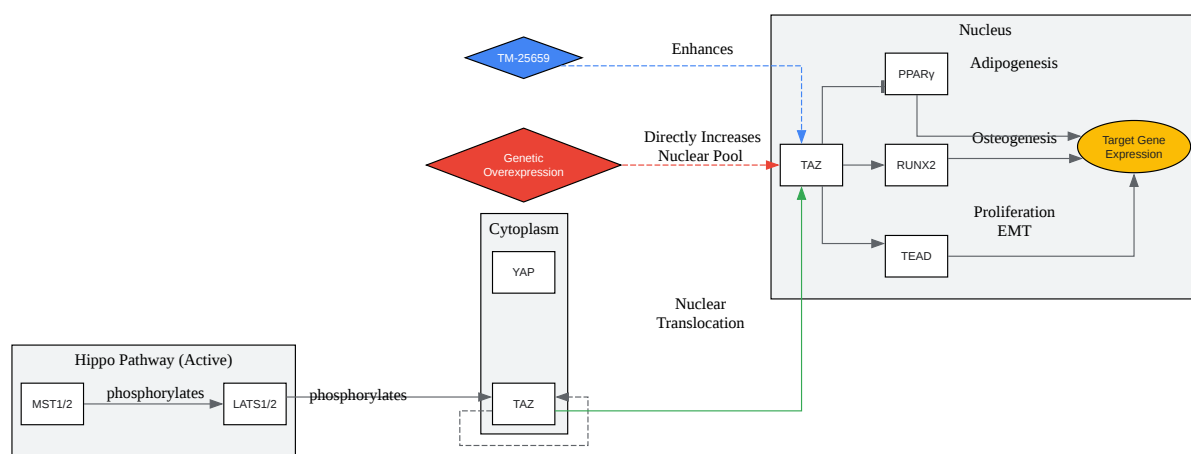 Nucleus
TM-25659
Enhances
PPARγ
Adipogenesis
Directly Increases
Nuclear Pool
Genetic
Overexpression
TAZ
RUNX2
Osteogenesis
Target Gene
Expression
Cytoplasm
YAP
TEAD
Proliferation
EMT
Nuclear
Translocation
Hippo Pathway (Active)
MST1/2
phosphorylates
LATS1/2
phosphorylates
TAZ